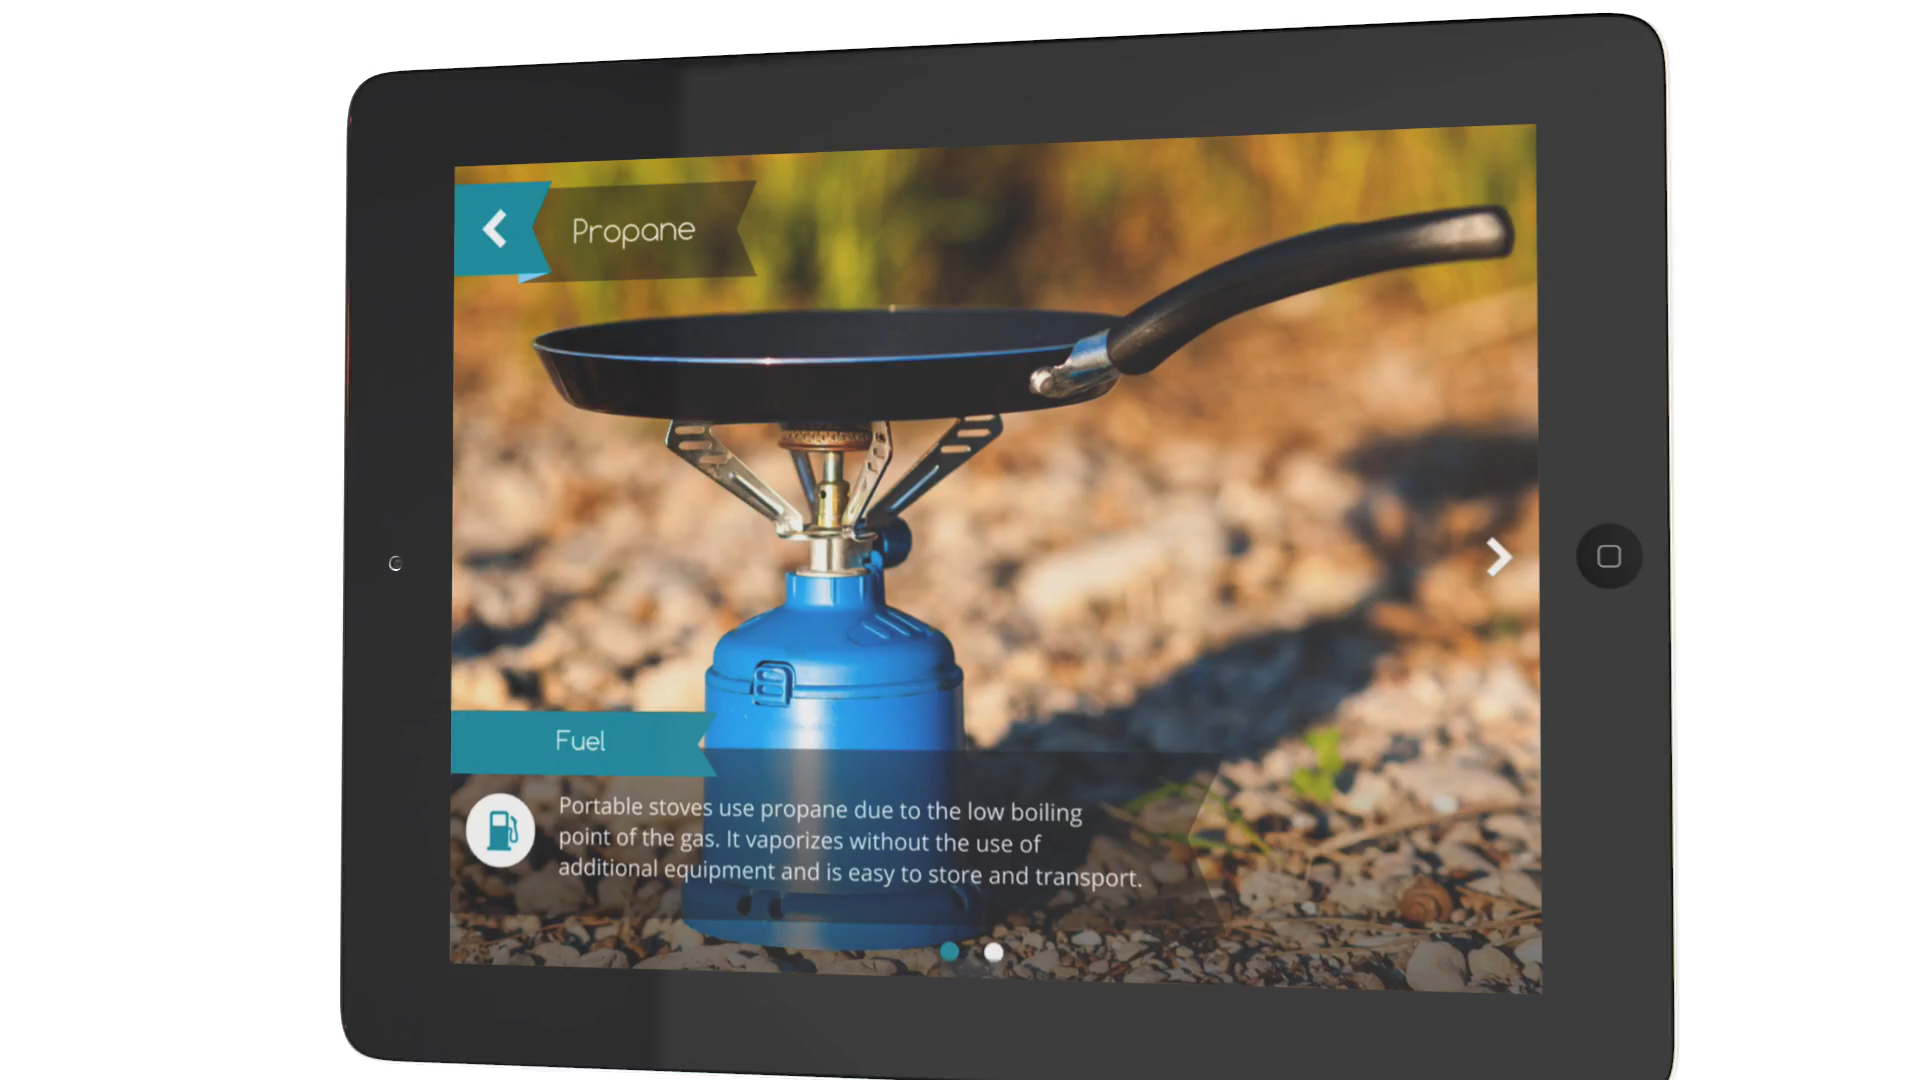 Propane
Fuel
Portable stoves use propane due to the low boiling
point of the gas. It vaporizes without the use of
additional equipment and is easy to store and transport.